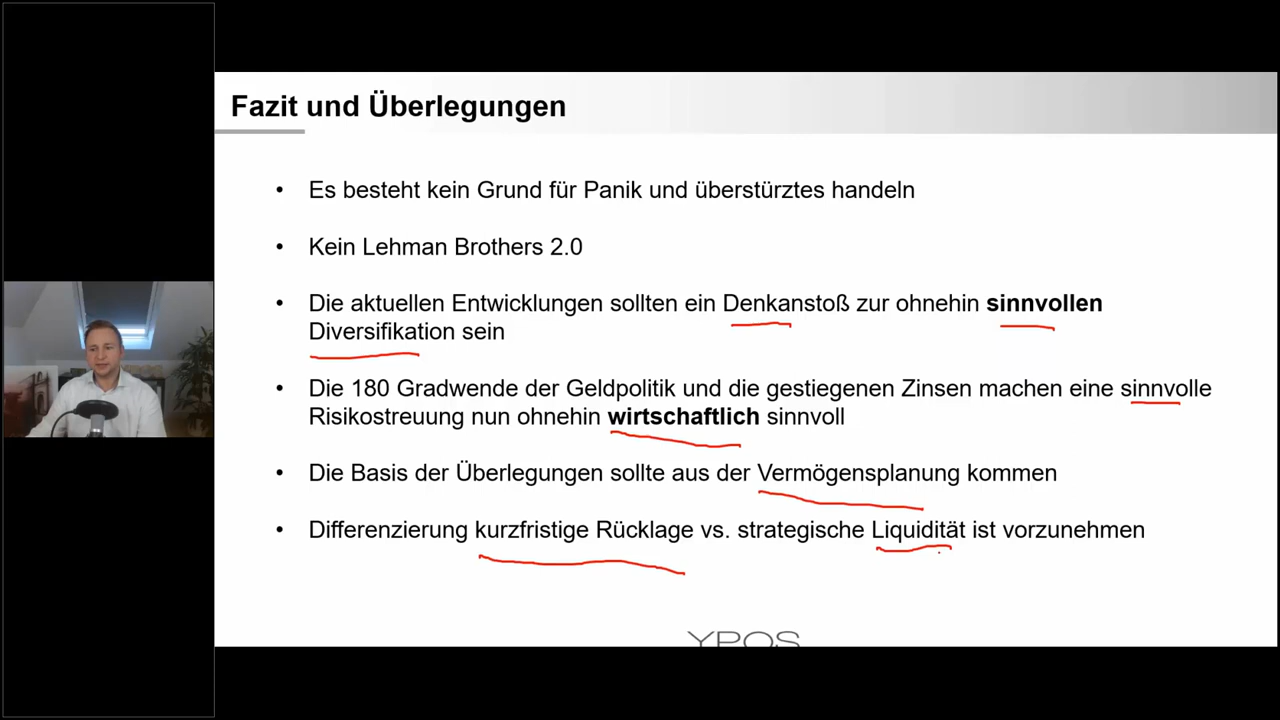 Fazit und Überlegungen
• Es besteht kein Grund für Panik und überstürztes handeln
• Kein Lehman Brothers 2.0
• Die aktuellen Entwicklungen sollten ein Denkanstoß zur ohnehin sinnvollen
Diversifikation sein
• Die 180 Gradwende der Geldpolitik und die gestiegenen Zinsen machen eine sinnvolle
Risikostreuung nun ohnehin wirtschaftlich sinnvoll
• Die Basis der Überlegungen sollte aus der Vermögensplanung kommen
• Differenzierung kurzfristige Rücklage vs. strategische Liquidität ist vorzunehmen
YPOS